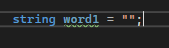 string word1 = "";